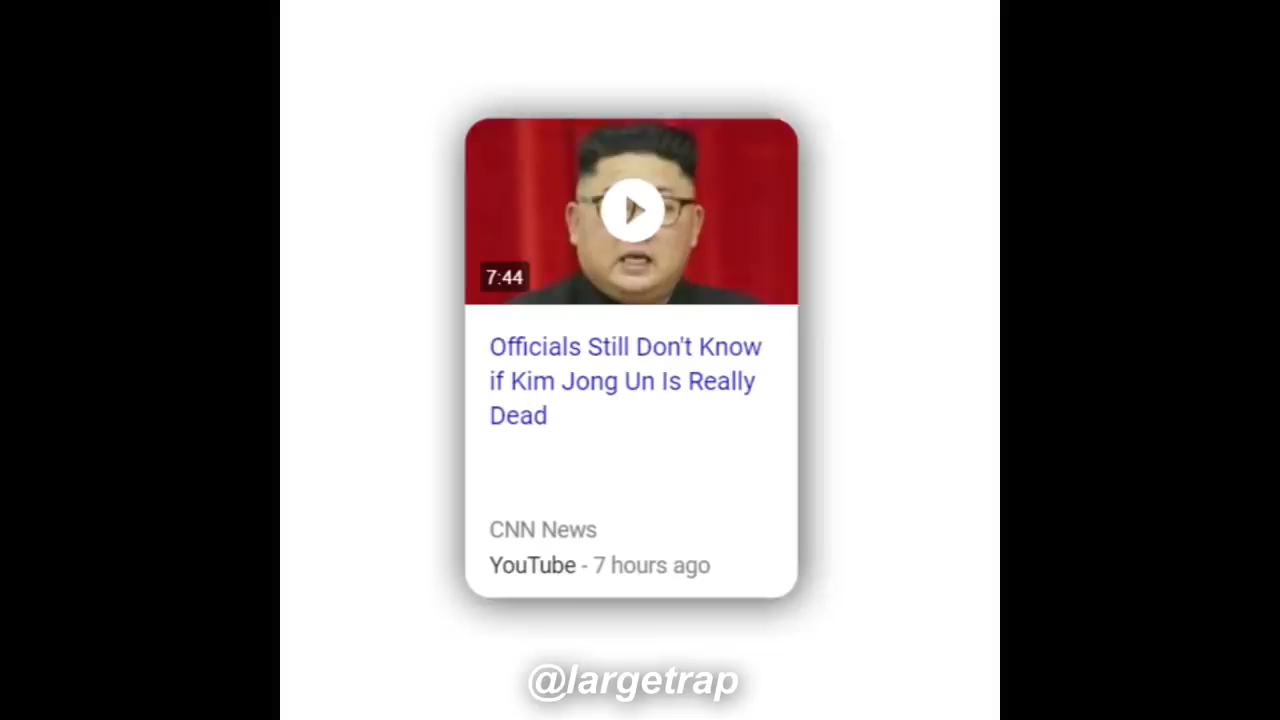 7:44
Officials Still Don't Know
if Kim Jong Un Is Really
Dead
CNN News
YouTube - 7 hours ago
@largetrap